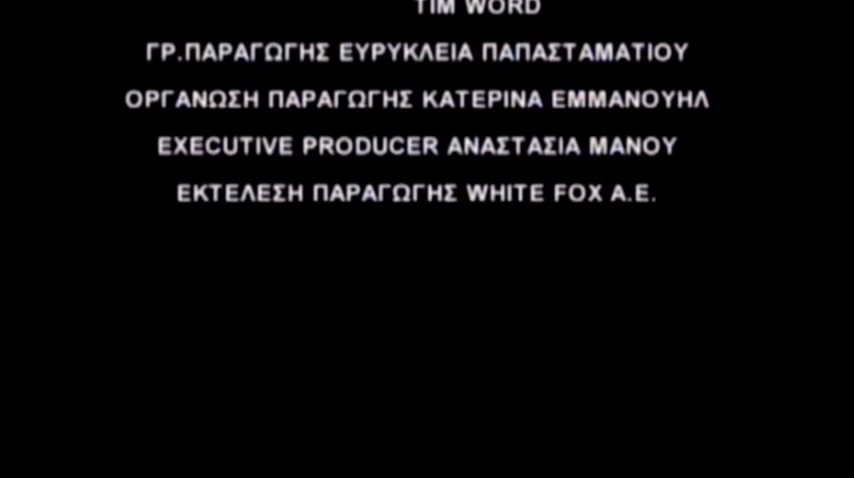 TIM WORD
ΓΡ.ΠΑΡΑΓΩΓΗΣ ΕΥΡΥΚΛΕΙΑ ΠΑΠΑΣΤΑΜΑΤΙΟΥ
ΟΡΓΑΝΩΣΗ ΠΑΡΑΓΩΓΗΣ ΚΑΤΕΡΙΝΑ ΕΜΜΑΝΟΥΗΛ
EXECUTIVE PRODUCER ΑΝΑΣΤΑΣΙΑ ΜΑΝΟΥ
ΕΚΤΕΛΕΣΗ ΠΑΡΑΓΩΓΗΣ WHITE FOX A.E.